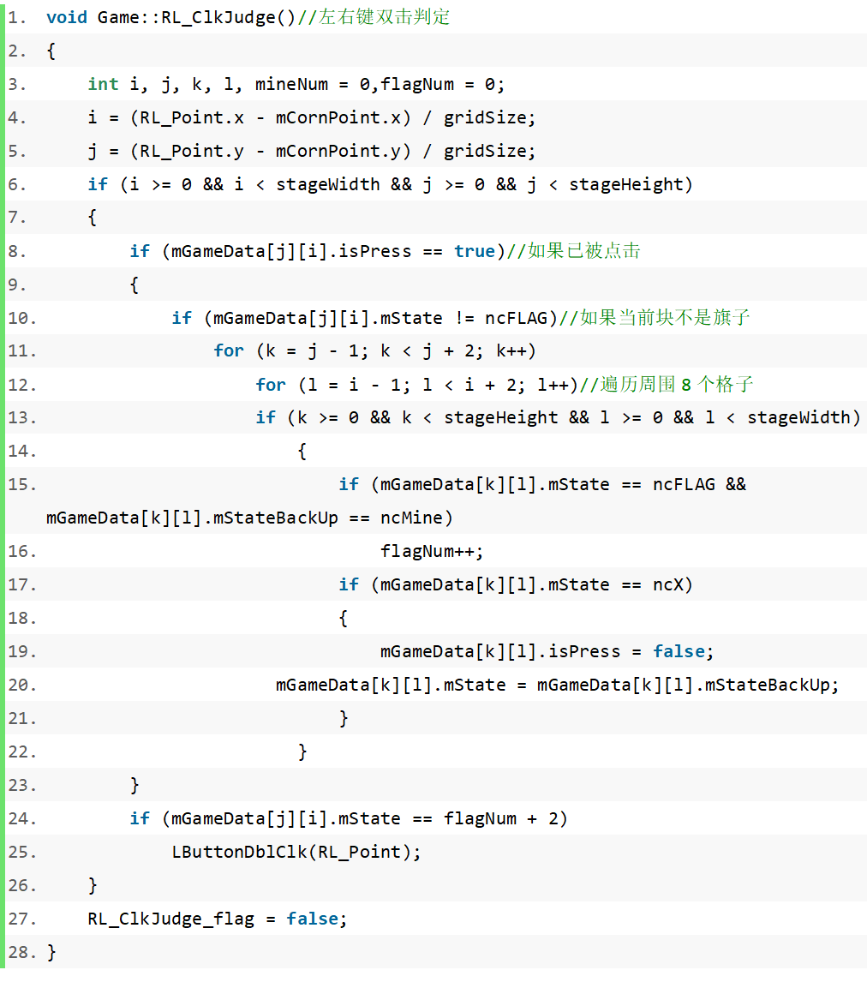 1. void Game::RL_ClkJudge()//左右键双击判定
2. {
3. int i, j, k, l, mineNum = 0,flagNum = 0;
4. i = (RL_Point.x - mCornPoint.x) / gridSize;
5. j = (RL_Point.y - mCornPoint.y) / gridSize;
6. if (i >= 0 && i < stageWidth && j >= 0 && j < stageHeight)
7. {
8. if (mGameData[j][i].isPress == true)//如果已被点击
9. {
10. if (mGameData[j][i].mState != ncFLAG)//如果当前块不是旗子
11. for (k = j - 1; k < j + 2; k++)
12. for (l = i - 1; l < i + 2; l++)//遍历周围 8 个格子
13. if (k >= 0 && k < stageHeight && l >= 0 && l < stageWidth)
14. {
15. if (mGameData[k][l].mState == ncFLAG &&
mGameData[k][l].mStateBackUp == ncMine)
16. flagNum++;
17. if (mGameData[k][l].mState == ncX)
18. {
19. mGameData[k][l].isPress = false;
20. mGameData[k][l].mState = mGameData[k][l].mStateBackUp;
21. }
22. }
23. }
24. if (mGameData[j][i].mState == flagNum + 2)
25. LButtonDblClk(RL_Point);
26. }
27. RL_ClkJudge_flag = false;
28. }